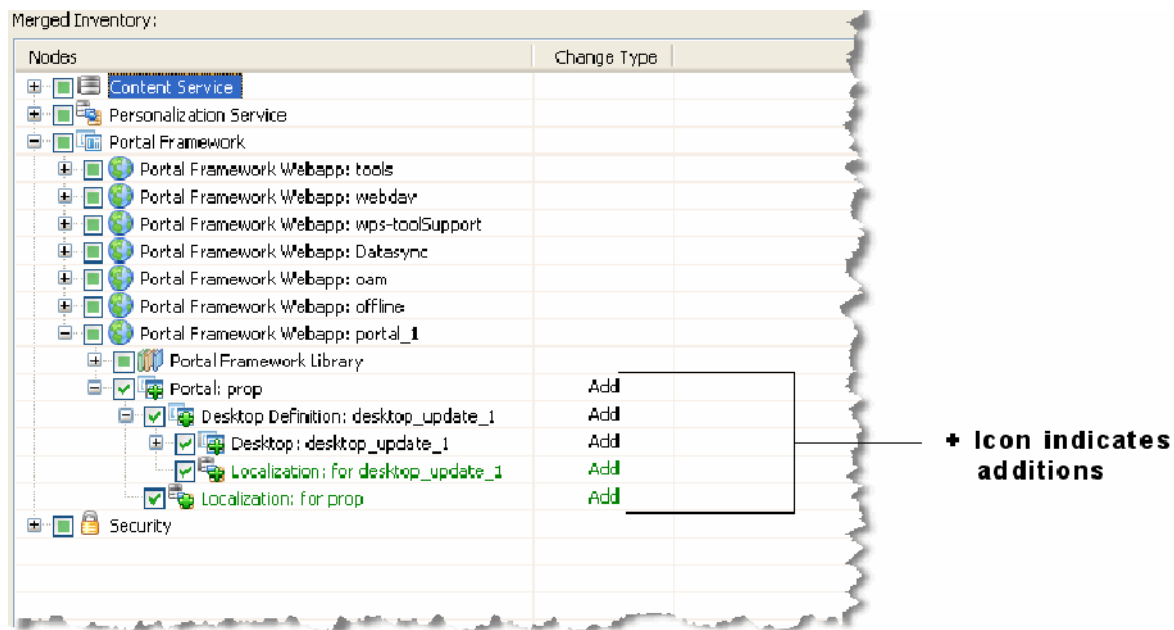 Merged Inventory:
Nodes Change Type
Content Service
Personalization Service
Portal Framework
Portal Framework Webapp: tools
Portal Framework Webapp: webdav
Portal Framework Webapp: wps-toolSupport
Portal Framework Webapp: Datasync
Portal Framework Webapp: oam
Portal Framework Webapp: offline
Portal Framework Webapp: portal_1
Portal Framework Library
Portal: prop Add
Desktop Definition: desktop_update_1 Add
Desktop: desktop_update_1 Add
Localization: for desktop_update_1 Add
Localization: for prop Add
Security
+ Icon indicates
additions